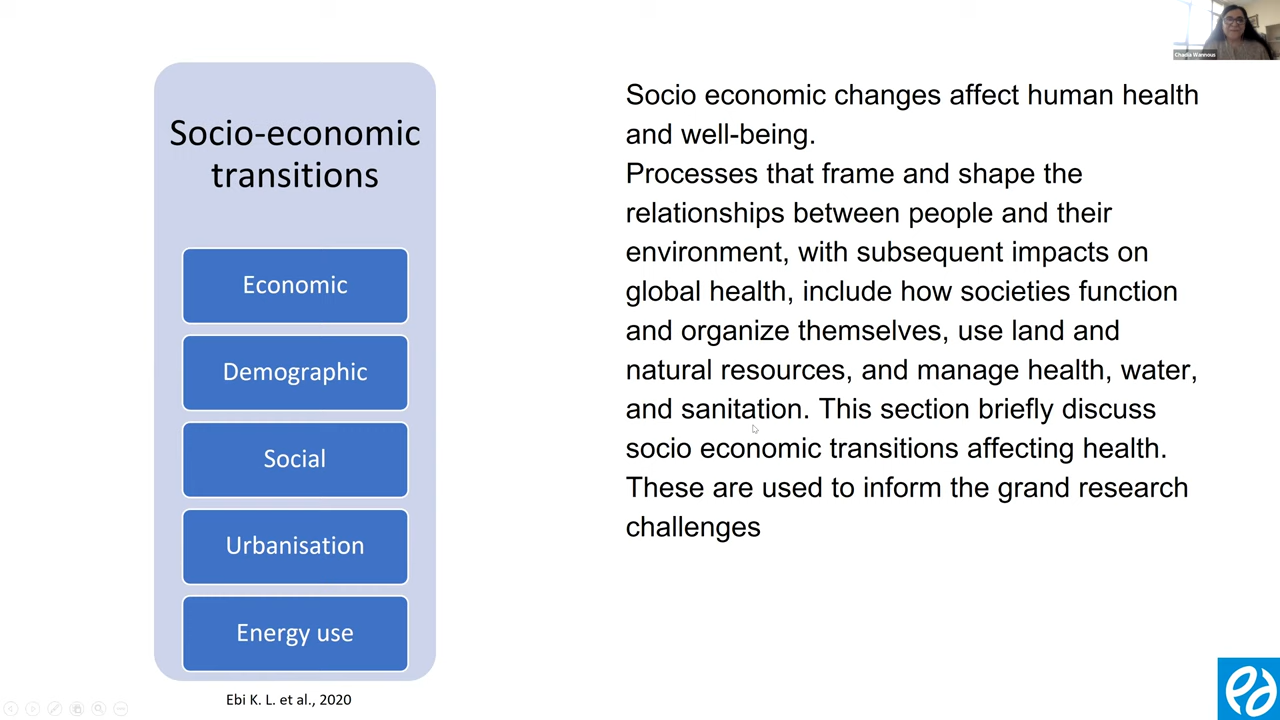 Chadia Wannous
Socio-economic
transitions
Economic
Demographic
Social
Urbanisation
Energy use
Ebi K. L. et al., 2020
Socio economic changes affect human health
and well-being.
Processes that frame and shape the
relationships between people and their
environment, with subsequent impacts on
global health, include how societies function
and organize themselves, use land and
natural resources, and manage health, water,
and sanitation. This section briefly discuss
socio economic transitions affecting health.
These are used to inform the grand research
challenges